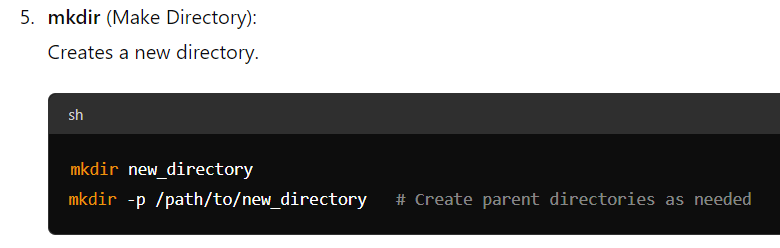 5. mkdir (Make Directory):
Creates a new directory.
sh
mkdir new_directory
mkdir -p /path/to/new_directory   # Create parent directories as needed